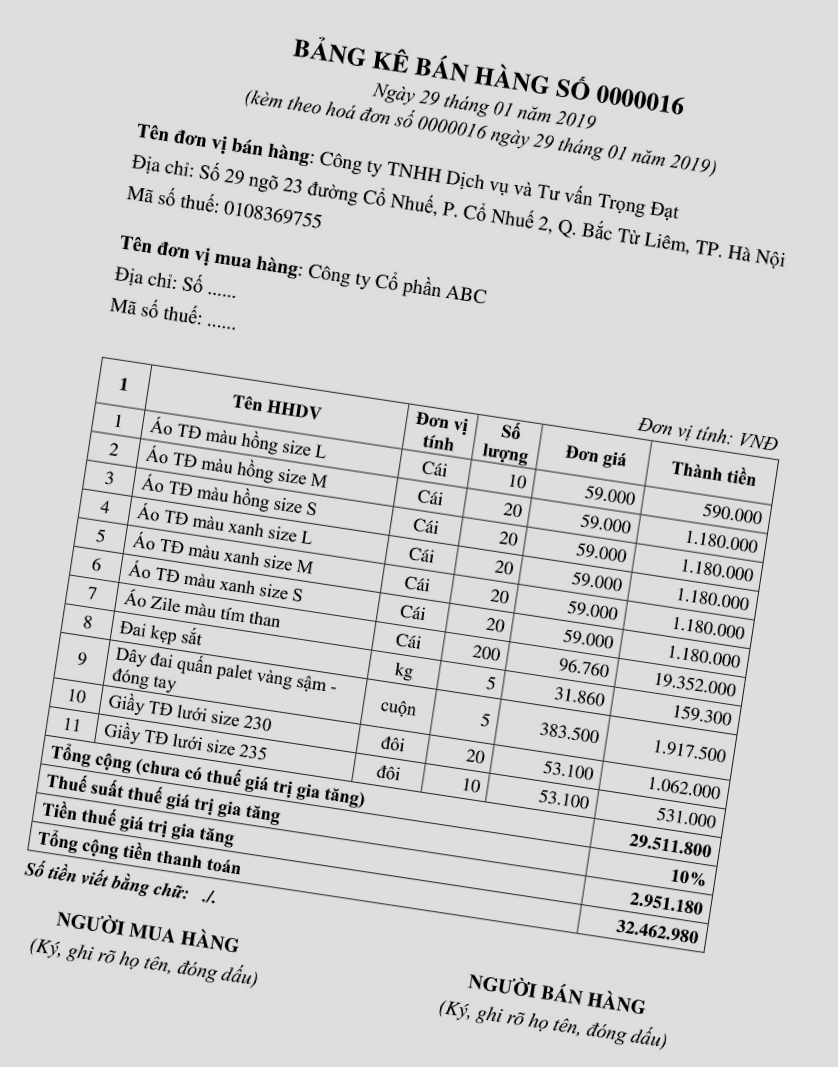 BẢNG KÊ BÁN HÀNG SỐ 0000016
Ngày 29 tháng 01 năm 2019
(kèm theo hoá đơn số 0000016 ngày 29 tháng 01 năm 2019)
Tên đơn vị bán hàng: Công ty TNHH Dịch vụ và Tư vấn Trọng Đạt
Địa chỉ: Số 29 ngõ 23 đường Cổ Nhuế, P. Cổ Nhuế 2, Q. Bắc Từ Liêm, TP. Hà Nội
Mã số thuế: 0108369755
Tên đơn vị mua hàng: Công ty Cổ phần ABC
Địa chỉ: Số ......
Mã số thuế: ......
Đơn vị tính: VNĐ
1 Tên HHDV Đơn vị tính Số lượng Đơn giá Thành tiền
1 Áo TĐ màu hồng size L Cái 10 59.000 590.000
2 Áo TĐ màu hồng size M Cái 20 59.000 1.180.000
3 Áo TĐ màu hồng size S Cái 20 59.000 1.180.000
4 Áo TĐ màu xanh size L Cái 20 59.000 1.180.000
5 Áo TĐ màu xanh size M Cái 20 59.000 1.180.000
6 Áo TĐ màu xanh size S Cái 20 59.000 1.180.000
7 Áo Zile màu tím than Cái 200 96.760 19.352.000
8 Đai kẹp sắt kg 5 31.860 159.300
9 Dây đai quấn palet vàng sậm - đóng tay cuộn 5 383.500 1.917.500
10 Giầy TĐ lưới size 230 đôi 20 53.100 1.062.000
11 Giầy TĐ lưới size 235 đôi 10 53.100 531.000
Tổng cộng (chưa có thuế giá trị gia tăng) 29.511.800
Thuế suất thuế giá trị gia tăng 10%
Tiền thuế giá trị gia tăng 2.951.180
Tổng cộng tiền thanh toán 32.462.980
Số tiền viết bằng chữ: ./.
NGƯỜI MUA HÀNG
(Ký, ghi rõ họ tên, đóng dấu)
NGƯỜI BÁN HÀNG
(Ký, ghi rõ họ tên, đóng dấu)